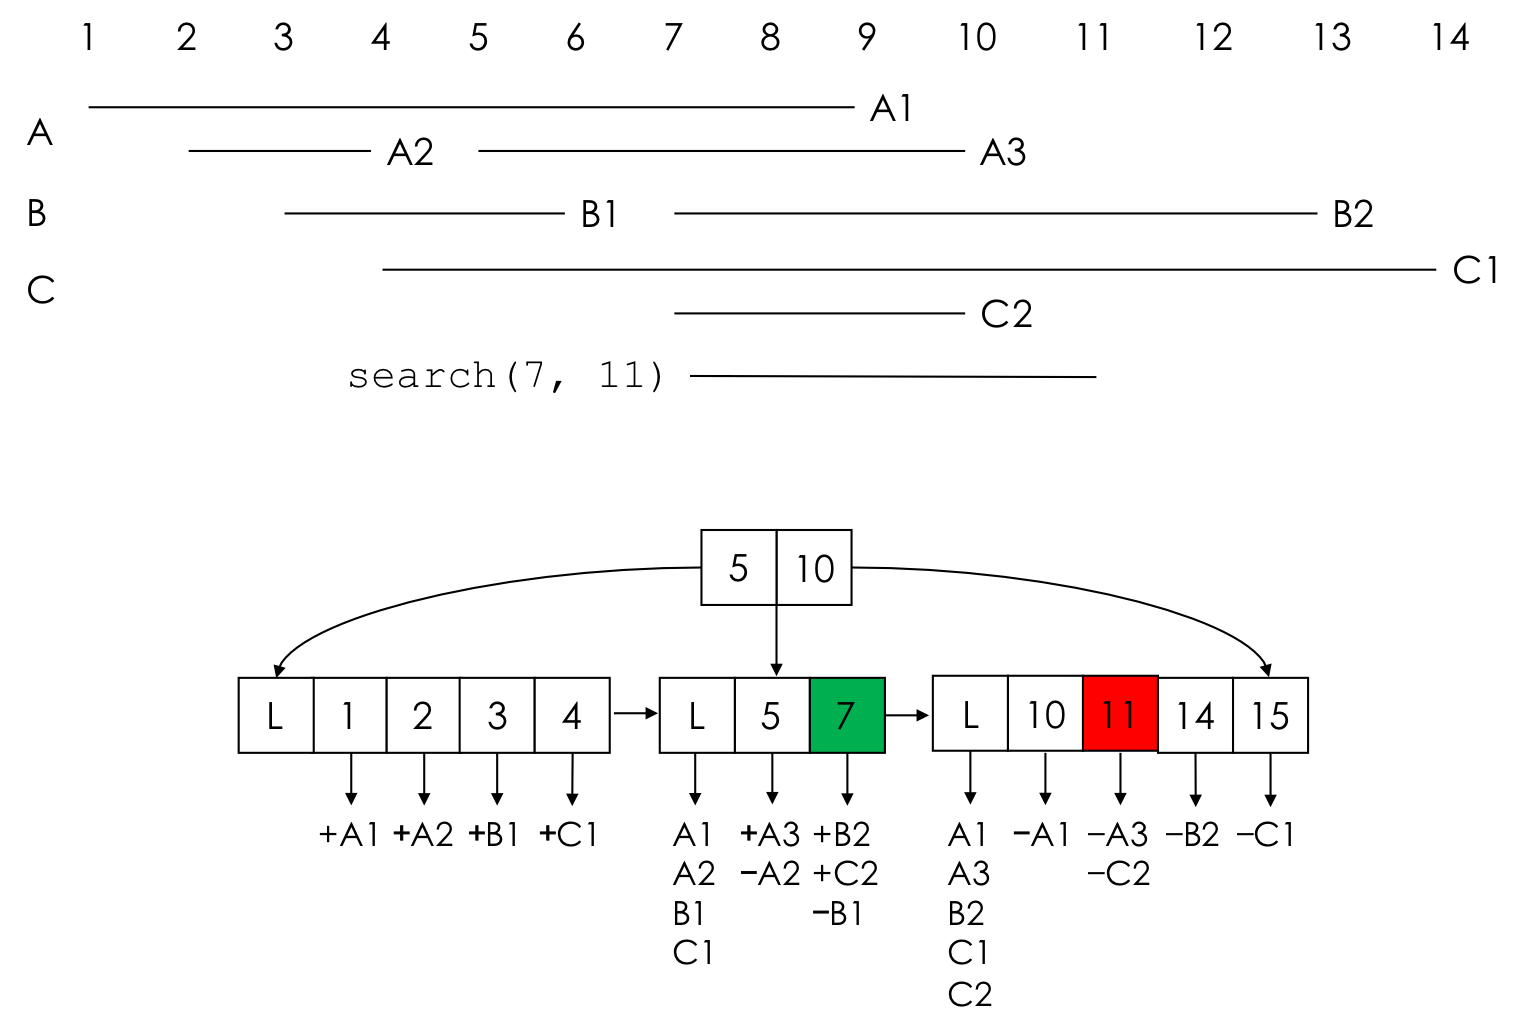 1 2 3 4 5 6 7 8 9 10 11 12 13 14
A1
A
A2 A3
B B1 B2
C1
C
C2
search(7, 11)
5 10
L 1 2 3 4 L 5 7 L 10 11 14 15
+A1 +A2 +B1 +C1 A1 +A3 +B2 A1 −A1 −A3 −B2 −C1
A2 −A2 +C2 A3 −C2
B1 −B1 B2
C1 C1
C2